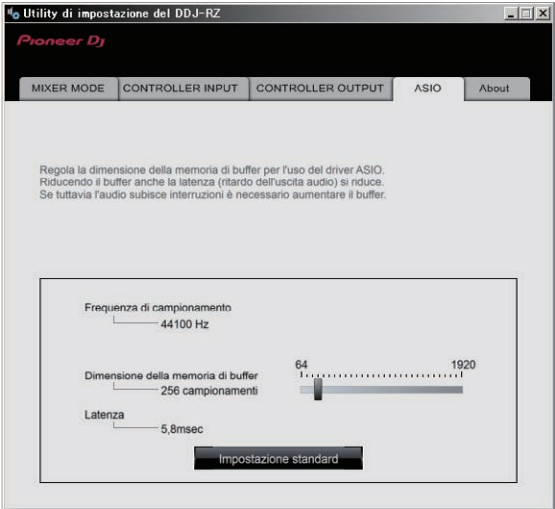 Utility di impostazione del DDJ-RZ
Pioneer Dj
MIXER MODE CONTROLLER INPUT CONTROLLER OUTPUT ASIO About
Regola la dimensione della memoria di buffer per l'uso del driver ASIO.
Riducendo il buffer anche la latenza (ritardo dell'uscita audio) si riduce.
Se tuttavia l'audio subisce interruzioni è necessario aumentare il buffer.
Frequenza di campionamento
44100 Hz
64 1920
Dimensione della memoria di buffer
256 campionamenti
Latenza
5,8msec
Impostazione standard